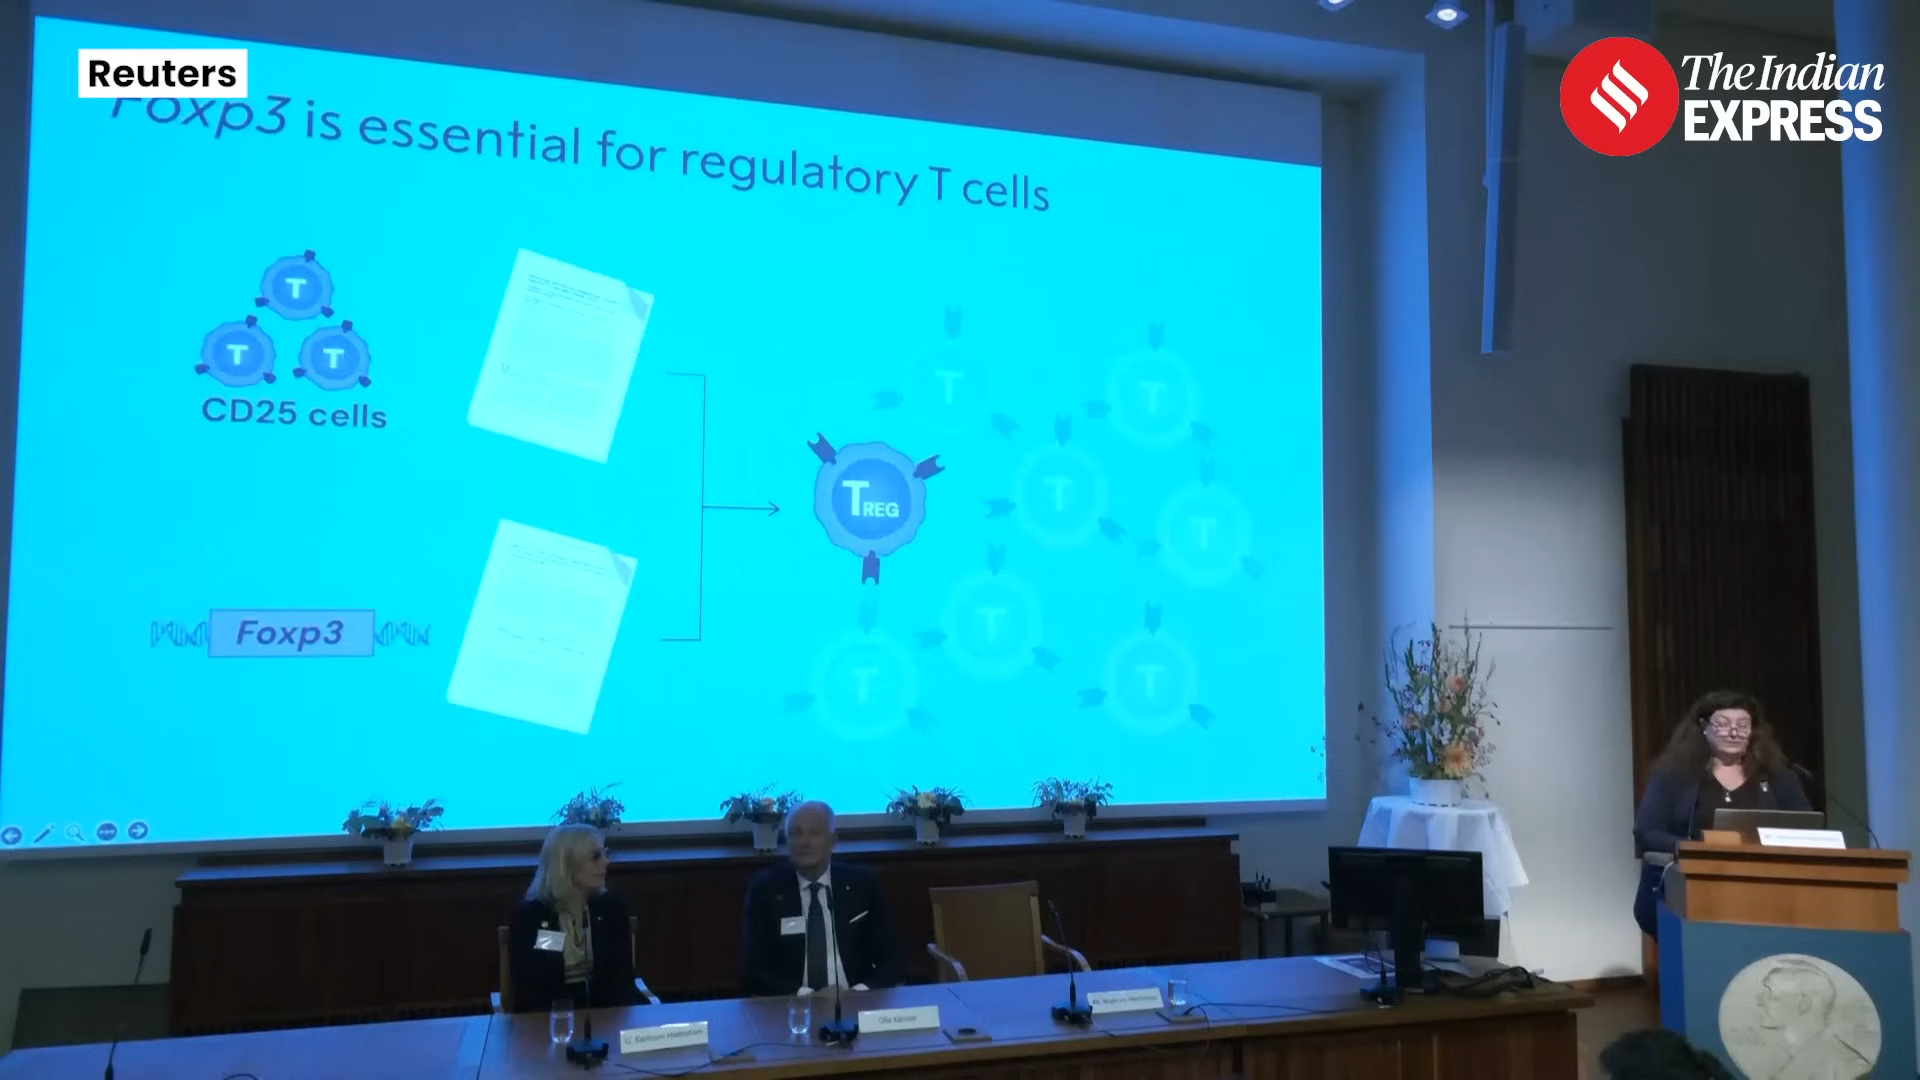 Reuters
The Indian
EXPRESS
Foxp3 is essential for regulatory T cells
T
T
T
CD25 cells
Foxp3
TREG
T
T
T
T
T
T
T
Olle Kämpe